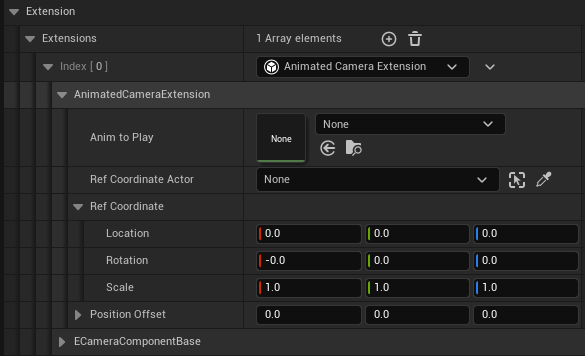 Extension
Extensions 1 Array elements
Index [ 0 ] Animated Camera Extension
AnimatedCameraExtension
Anim to Play None None
Ref Coordinate Actor None
Ref Coordinate
Location 0.0 0.0 0.0
Rotation -0.0 0.0 0.0
Scale 1.0 1.0 1.0
Position Offset 0.0 0.0 0.0
ECameraComponentBase